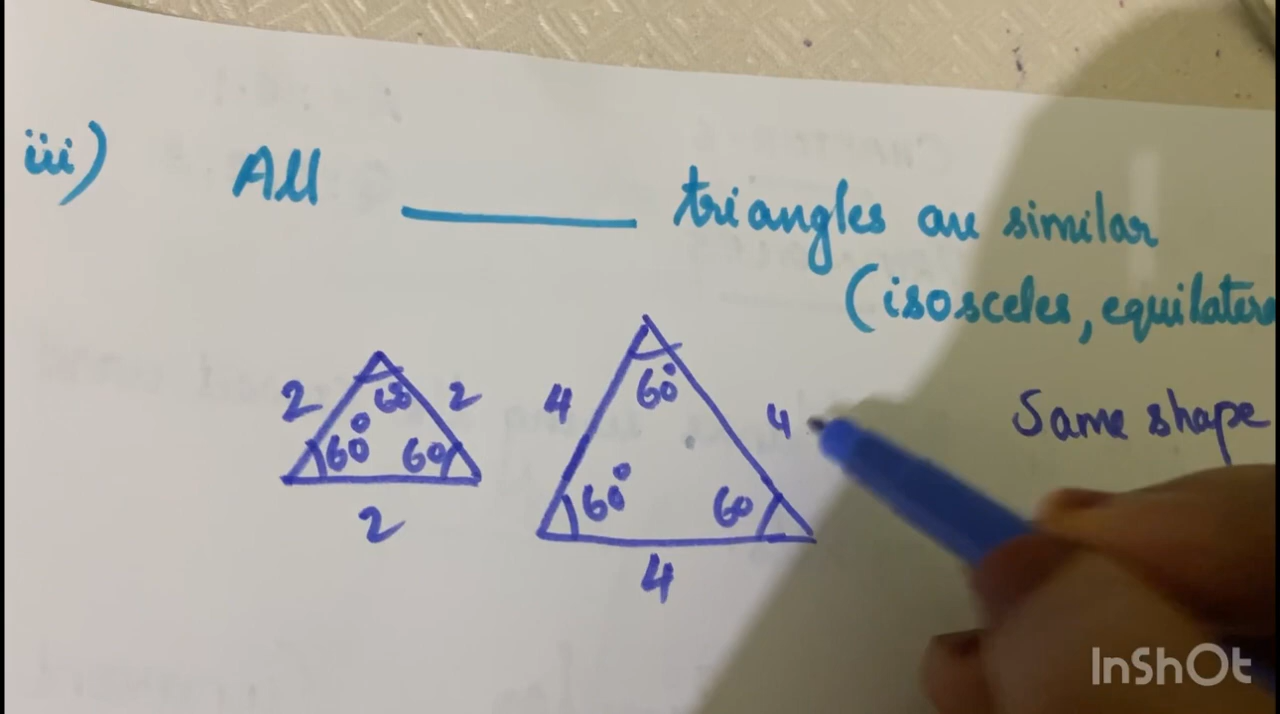 iii) All ______ triangles are similar
(isosceles, equilatera
Same shape
2 60° 2
60° 60
2
4 60° 4
60° 60
4
InShOt